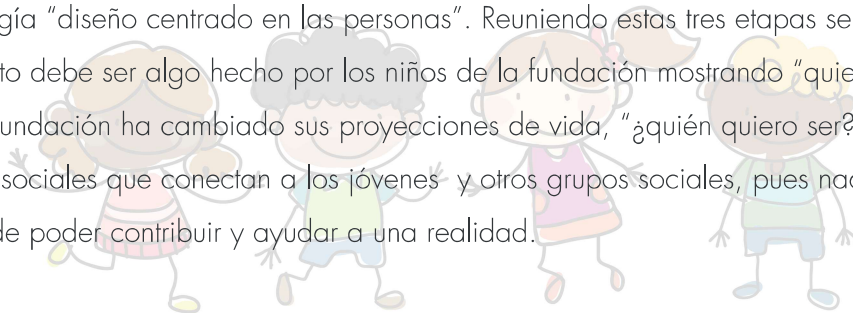 gía “diseño centrado en las personas”. Reuniendo estas tres etapas se
to debe ser algo hecho por los niños de la fundación mostrando “quie
undación ha cambiado sus proyecciones de vida, “¿quién quiero ser?
sociales que conectan a los jóvenes y otros grupos sociales, pues nac
de poder contribuir y ayudar a una realidad.